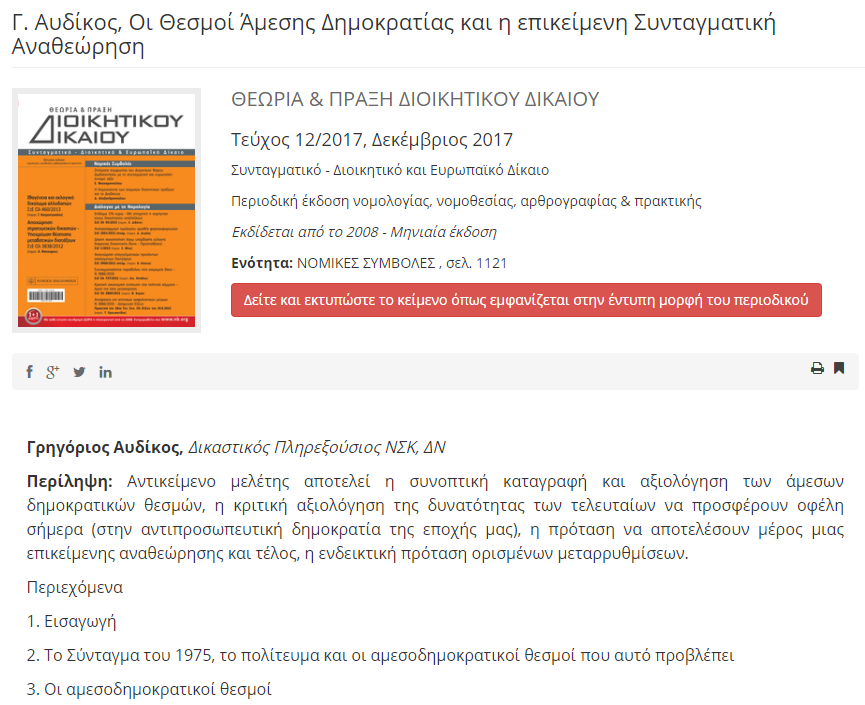 Γ. Αυδίκος, Οι Θεσμοί Άμεσης Δημοκρατίας και η επικείμενη Συνταγματική
Αναθεώρηση
ΘΕΩΡΙΑ & ΠΡΑΞΗ
ΔΙΟΙΚΗΤΙΚΟΥ
ΔΙΚΑΙΟΥ
Συνταγματικό - Διοικητικό & Ευρωπαϊκό Δίκαιο
ΘΕΩΡΙΑ & ΠΡΑΞΗ ΔΙΟΙΚΗΤΙΚΟΥ ΔΙΚΑΙΟΥ
Τεύχος 12/2017, Δεκέμβριος 2017
Συνταγματικό - Διοικητικό και Ευρωπαϊκό Δίκαιο
Περιοδική έκδοση νομολογίας, νομοθεσίας, αρθρογραφίας & πρακτικής
Εκδίδεται από το 2008 - Μηνιαία έκδοση
Ενότητα: ΝΟΜΙΚΕΣ ΣΥΜΒΟΛΕΣ , σελ. 1121
Δείτε και εκτυπώστε το κείμενο όπως εμφανίζεται στην έντυπη μορφή του περιοδικού
Γρηγόριος Αυδίκος, Δικαστικός Πληρεξούσιος ΝΣΚ, ΔΝ
Περίληψη: Αντικείμενο μελέτης αποτελεί η συνοπτική καταγραφή και αξιολόγηση των άμεσων
δημοκρατικών θεσμών, η κριτική αξιολόγηση της δυνατότητας των τελευταίων να προσφέρουν οφέλη
σήμερα (στην αντιπροσωπευτική δημοκρατία της εποχής μας), η πρόταση να αποτελέσουν μέρος μιας
επικείμενης αναθεώρησης και τέλος, η ενδεικτική πρόταση ορισμένων μεταρρυθμίσεων.
Περιεχόμενα
1. Εισαγωγή
2. Το Σύνταγμα του 1975, το πολίτευμα και οι αμεσοδημοκρατικοί θεσμοί που αυτό προβλέπει
3. Οι αμεσοδημοκρατικοί θεσμοί